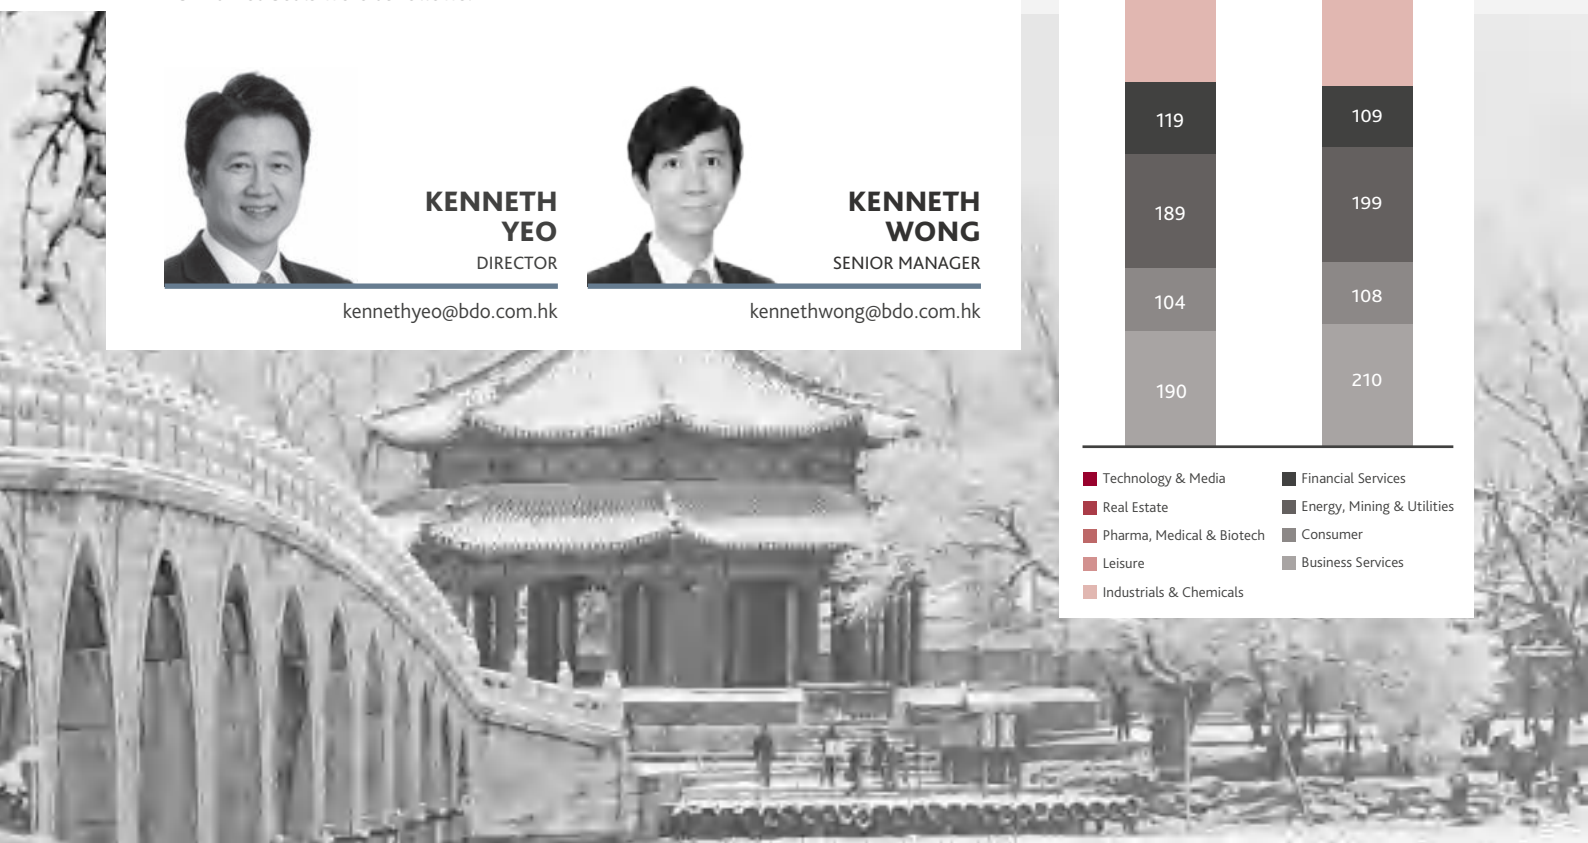 KENNETH
YEO
DIRECTOR
kennethyeo@bdo.com.hk
KENNETH
WONG
SENIOR MANAGER
kennethwong@bdo.com.hk
119
109
189
199
104
108
190
210
Technology & Media
Real Estate
Pharma, Medical & Biotech
Leisure
Industrials & Chemicals
Financial Services
Energy, Mining & Utilities
Consumer
Business Services